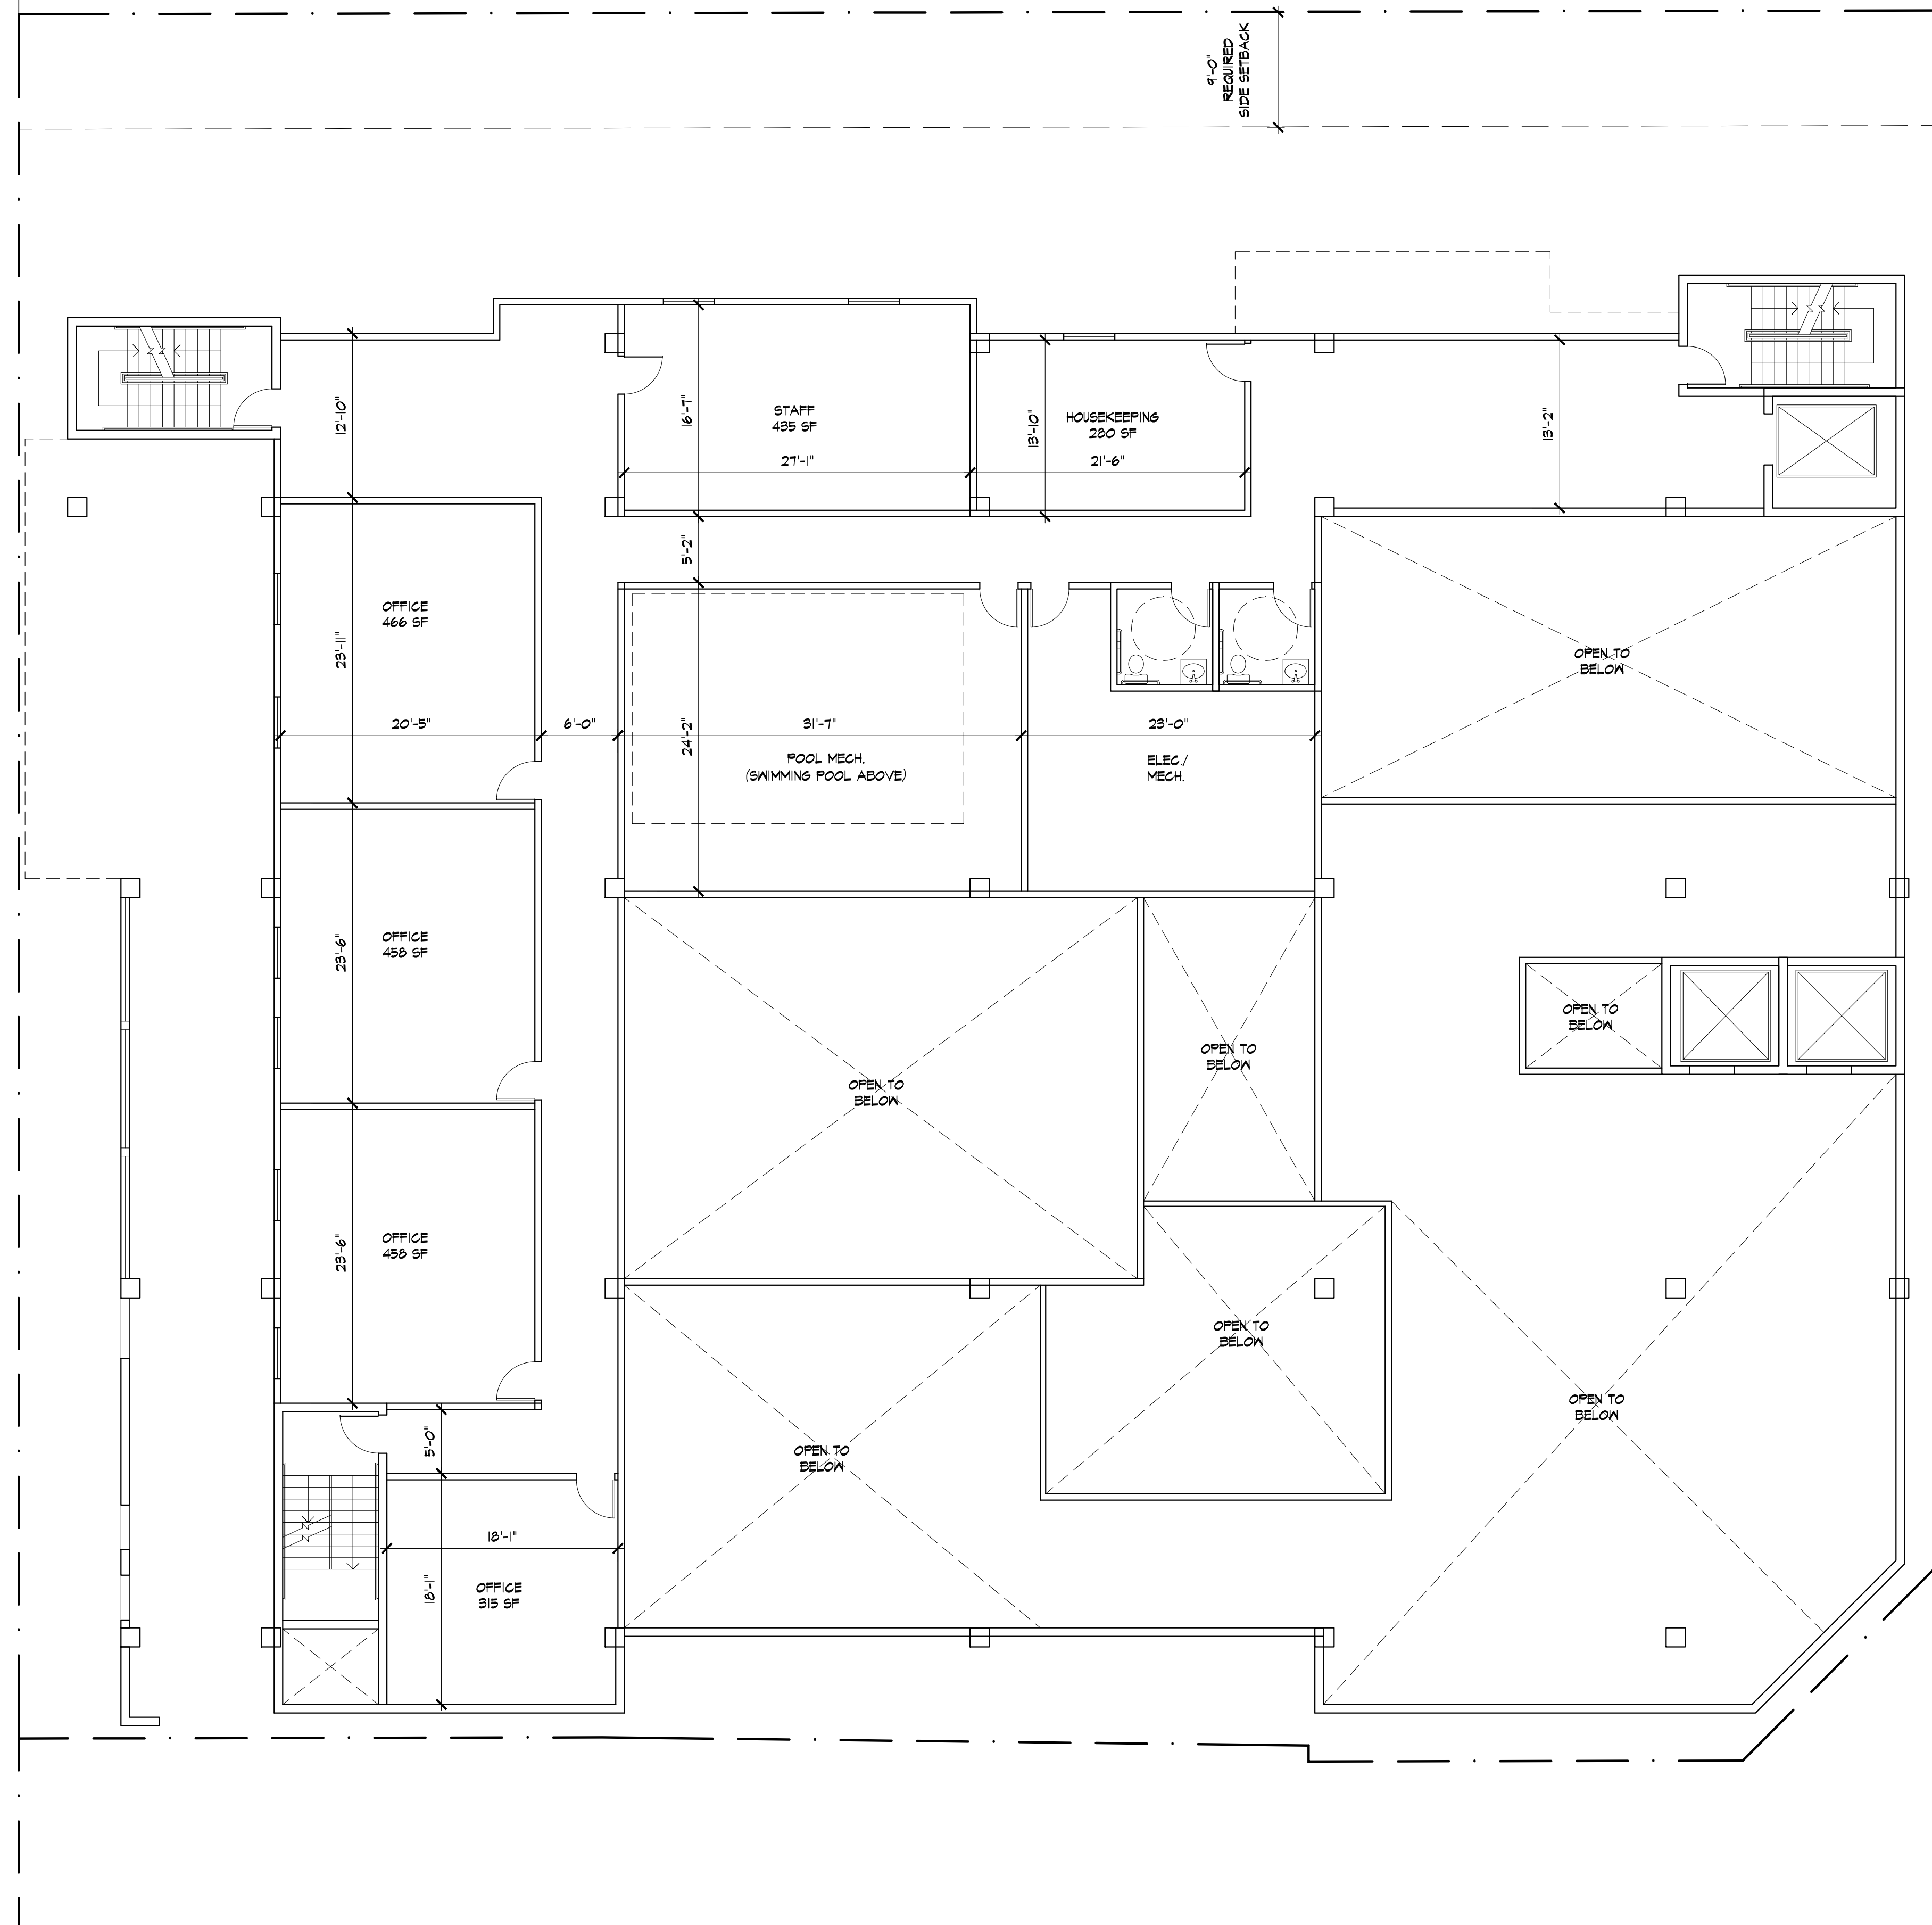 9'-0"
REQUIRED
SIDE SETBACK
12'-10"
16'-7"
STAFF
435 SF
27'-1"
13'-10"
HOUSEKEEPING
280 SF
21'-6"
13'-2"
5'-2"
OFFICE
466 SF
23'-11"
20'-5"
6'-0"
24'-2"
31'-7"
POOL MECH.
(SWIMMING POOL ABOVE)
23'-0"
ELEC./
MECH.
OPEN TO
BELOW
OFFICE
458 SF
23'-6"
OPEN TO
BELOW
OPEN TO
BELOW
OPEN TO
BELOW
OFFICE
458 SF
23'-6"
OPEN TO
BELOW
OPEN TO
BELOW
OPEN TO
BELOW
5'-0"
18'-1"
18'-1"
OFFICE
315 SF